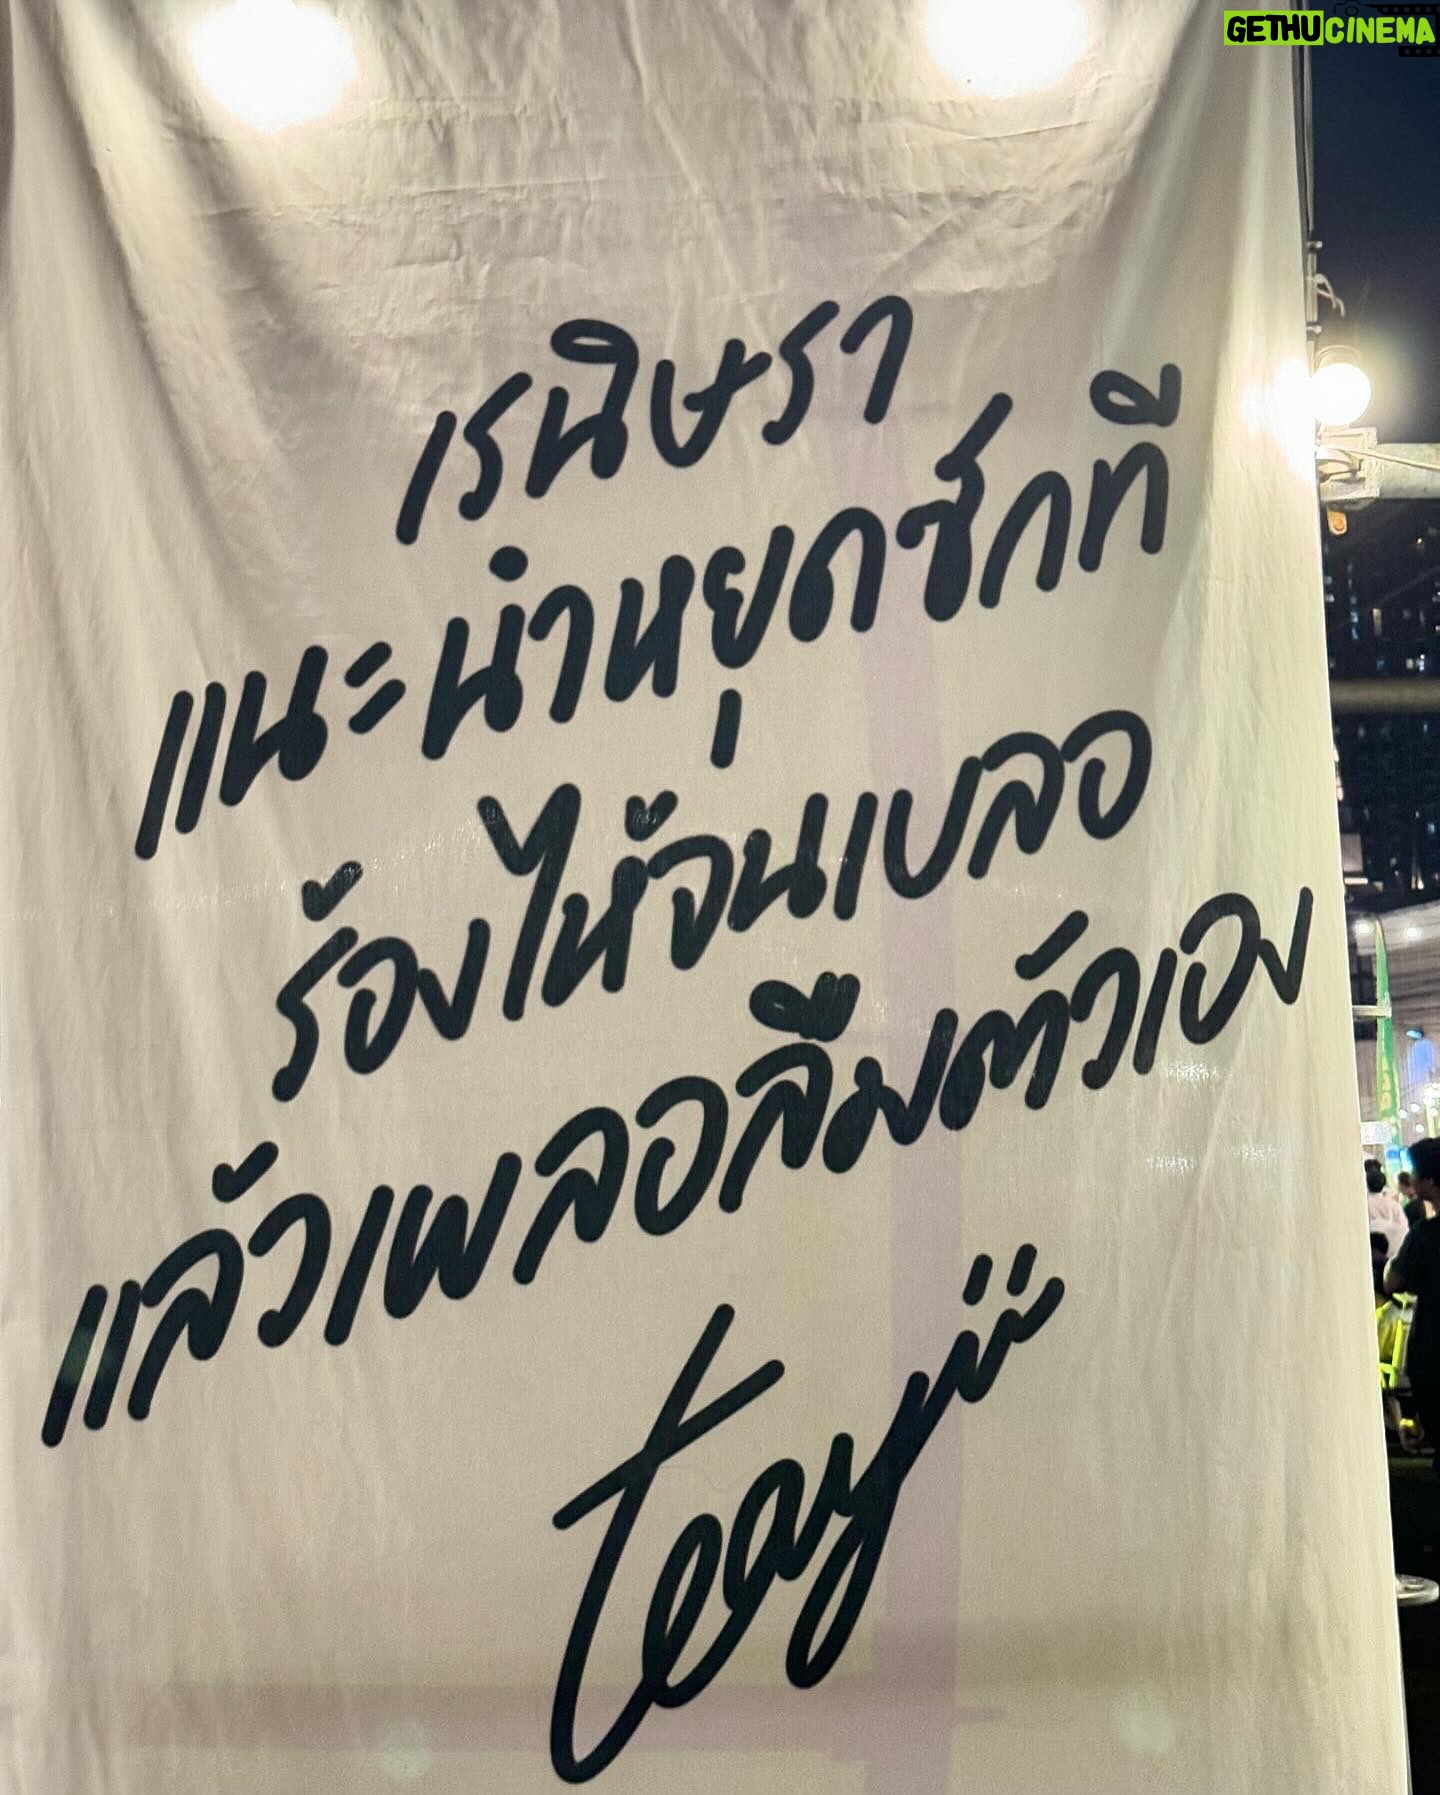 GETHUCINEMA
เรนิษรา
แนะนำหยุดซักที
ร้องไห้จนเบลอ
แล้วเผลอลืมตัวเอง